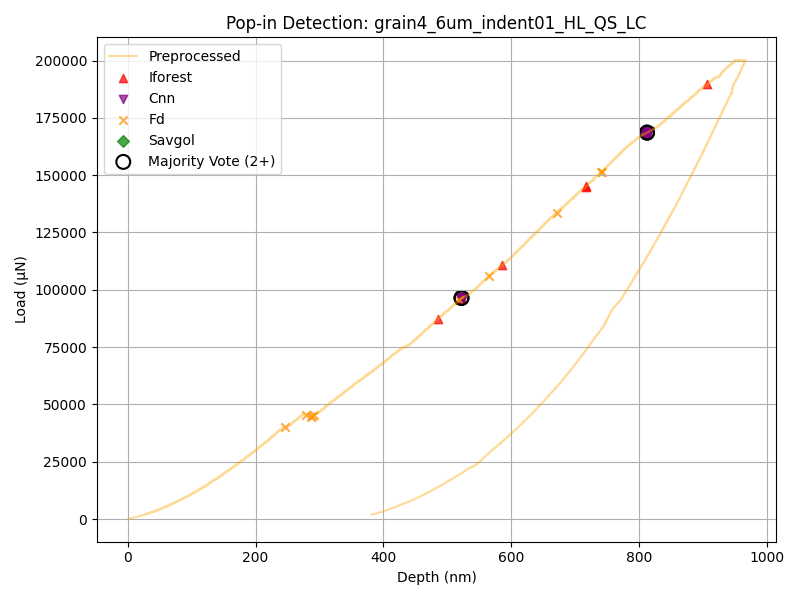 Pop-in Detection: grain4_6um_indent01_HL_QS_LC
Preprocessed
Iforest
Cnn
Fd
Savgol
Majority Vote (2+)
200000
175000
150000
125000
100000
75000
50000
25000
0
Load (µN)
0 200 400 600 800 1000
Depth (nm)